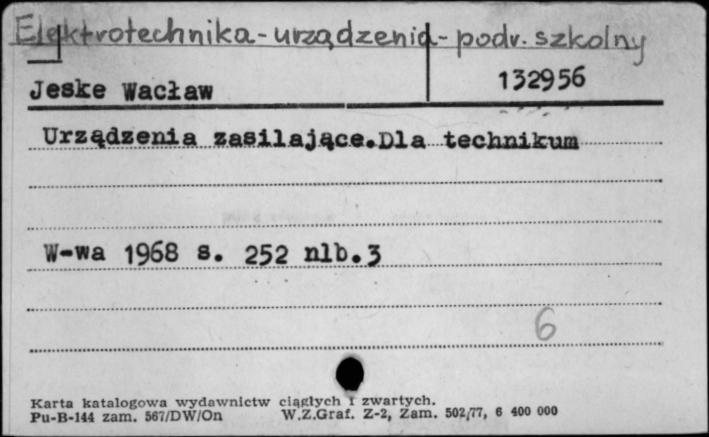 Elektrotechnika - urządzenia - podr. szkolny
132956
Jeske Wacław
Urządzenia zasilające.Dla technikum
W-wa 1968 s. 252 nlb.3
6
Karta katalogowa wydawnictw ciągłych i zwartych.
Pu-B-144 zam. 567/DW/On W.Z.Graf. Z-2, Zam. 502/77, 6 400 000